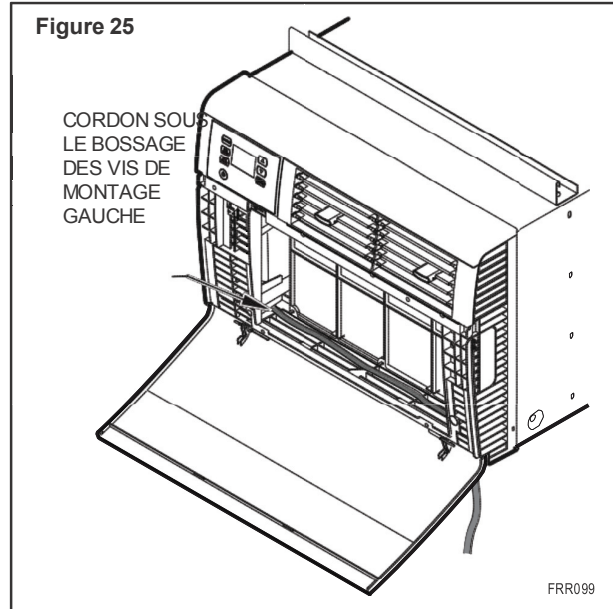 Figure 25
CORDON SOUS
LE BOSSAGE
DES VIS DE
MONTAGE
GAUCHE
FRR099